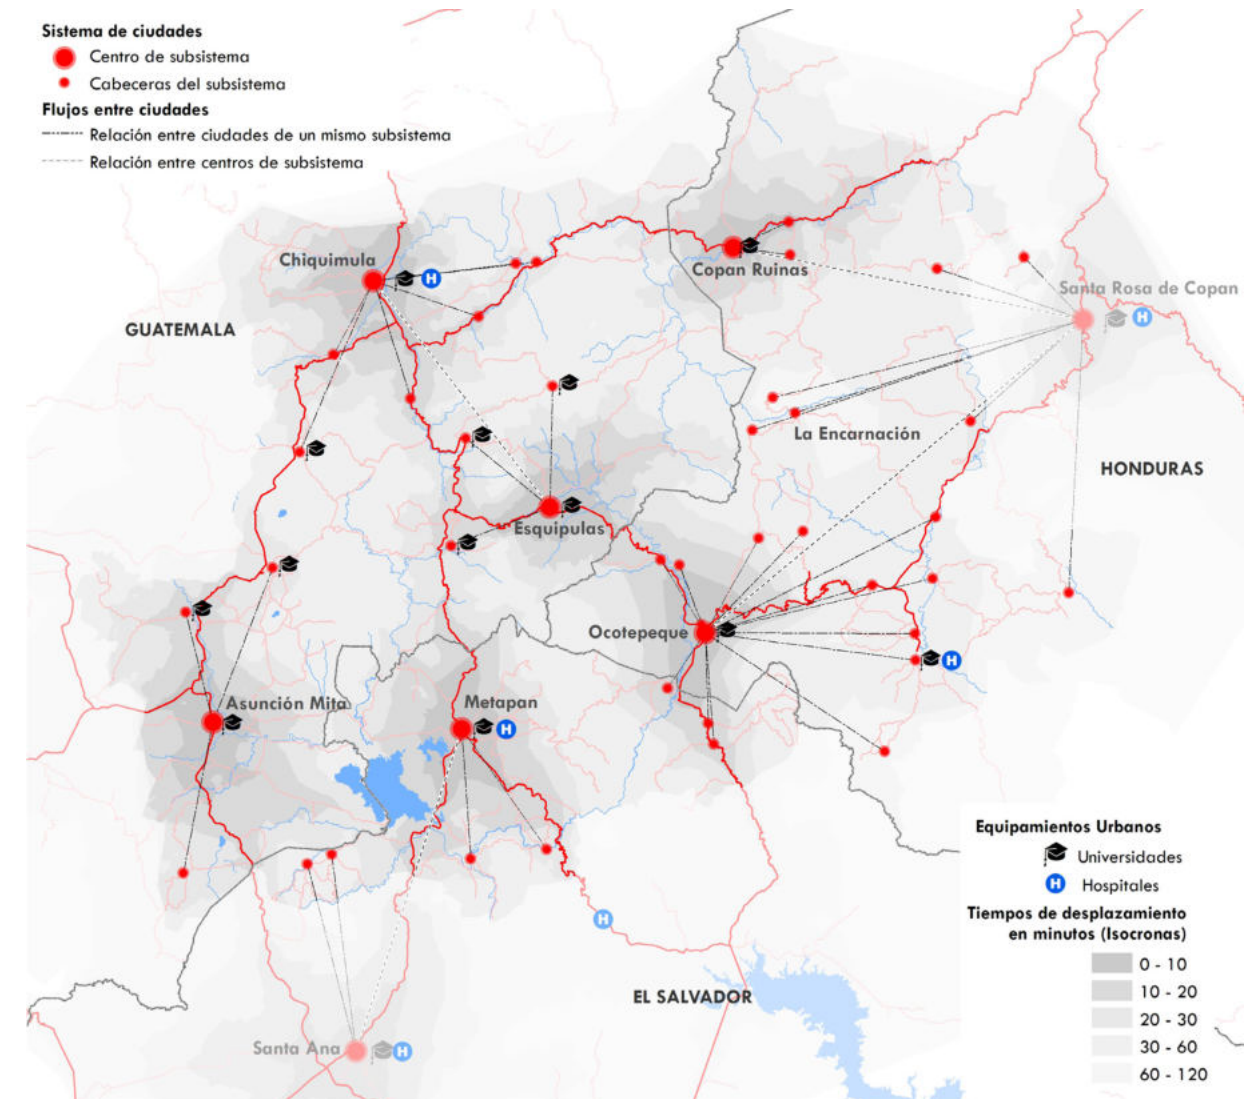 Sistema de ciudades
Centro de subsistema
Cabeceras del subsistema
Flujos entre ciudades
Relación entre ciudades de un mismo subsistema
Relación entre centros de subsistema
Chiquimula
H
Copan Ruinas
Santa Rosa de Copan
H
GUATEMALA
La Encarnación
HONDURAS
Esquipulas
Ocotepeque
H
Asunción Mita
Metapan
H
Equipamientos Urbanos
Universidades
H Hospitales
H
Tiempos de desplazamiento
en minutos (Isocronas)
0 - 10
10 - 20
20 - 30
30 - 60
60 - 120
EL SALVADOR
Santa Ana
H